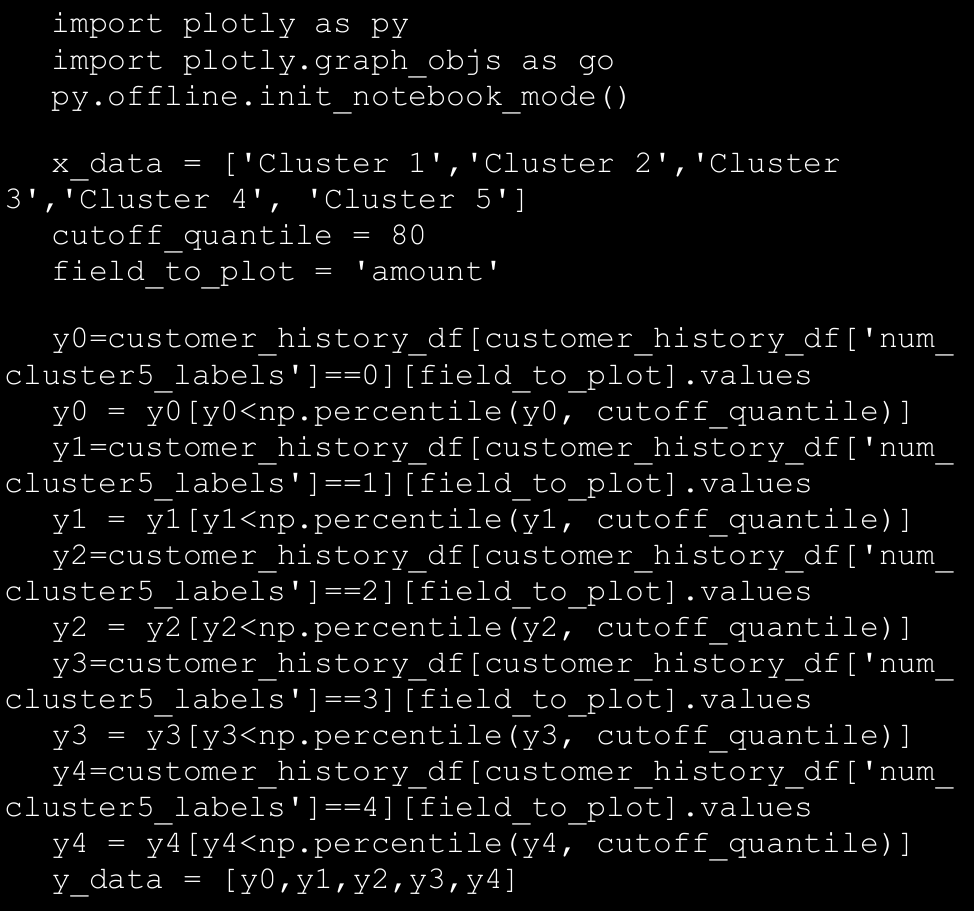 import plotly as py
import plotly.graph_objs as go
py.offline.init_notebook_mode()
x_data = ['Cluster 1','Cluster 2','Cluster
3','Cluster 4', 'Cluster 5']
cutoff_quantile = 80
field_to_plot = 'amount'
y0=customer_history_df[customer_history_df['num_
cluster5_labels']==0][field_to_plot].values
y0 = y0[y0<np.percentile(y0, cutoff_quantile)]
y1=customer_history_df[customer_history_df['num_
cluster5_labels']==1][field_to_plot].values
y1 = y1[y1<np.percentile(y1, cutoff_quantile)]
y2=customer_history_df[customer_history_df['num_
cluster5_labels']==2][field_to_plot].values
y2 = y2[y2<np.percentile(y2, cutoff_quantile)]
y3=customer_history_df[customer_history_df['num_
cluster5_labels']==3][field_to_plot].values
y3 = y3[y3<np.percentile(y3, cutoff_quantile)]
y4=customer_history_df[customer_history_df['num_
cluster5_labels']==4][field_to_plot].values
y4 = y4[y4<np.percentile(y4, cutoff_quantile)]
y_data = [y0,y1,y2,y3,y4]